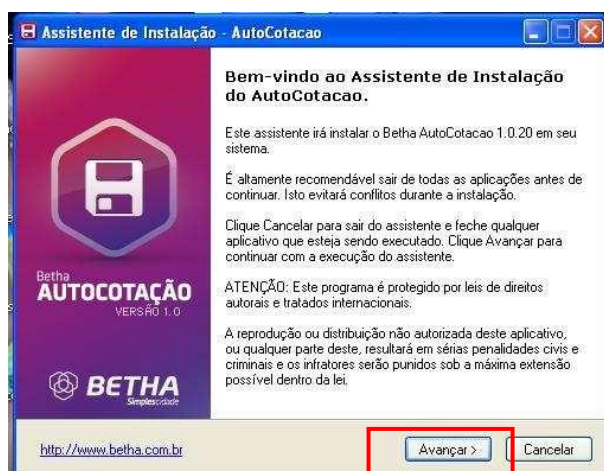 Assistente de Instalação - AutoCotacao
Bem-vindo ao Assistente de Instalação
do AutoCotacao.
Este assistente irá instalar o Betha AutoCotacao 1.0.20 em seu
sistema.
É altamente recomendável sair de todas as aplicações antes de
continuar. Isto evitará conflitos durante a instalação.
Clique Cancelar para sair do assistente e feche qualquer
aplicativo que esteja sendo executado. Clique Avançar para
continuar com a execução do assistente.
ATENÇÃO: Este programa é protegido por leis de direitos
autorais e tratados internacionais.
A reprodução ou distribuição não autorizada deste aplicativo,
ou qualquer parte deste, resultará em sérias penalidades civis e
criminais e os infratores serão punidos sob a máxima extensão
possível dentro da lei.
Betha
AUTOCOTAÇÃO
VERSÃO 1.0
BETHA
Simplescidade
http://www.betha.com.br
Avançar >
Cancelar